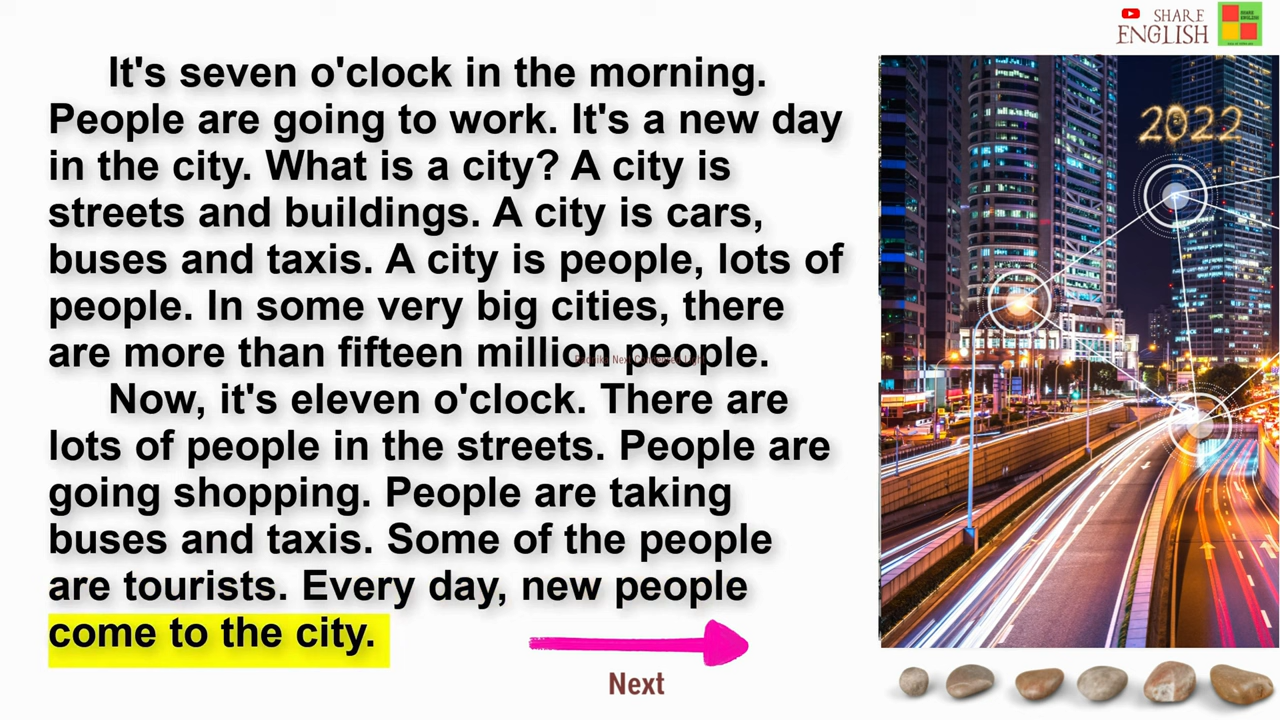 SHARE
ENGLISH
It's seven o'clock in the morning.
People are going to work. It's a new day
in the city. What is a city? A city is
streets and buildings. A city is cars,
buses and taxis. A city is people, lots of
people. In some very big cities, there
are more than fifteen million people.
Now, it's eleven o'clock. There are
lots of people in the streets. People are
going shopping. People are taking
buses and taxis. Some of the people
are tourists. Every day, new people
come to the city.
Next
2022